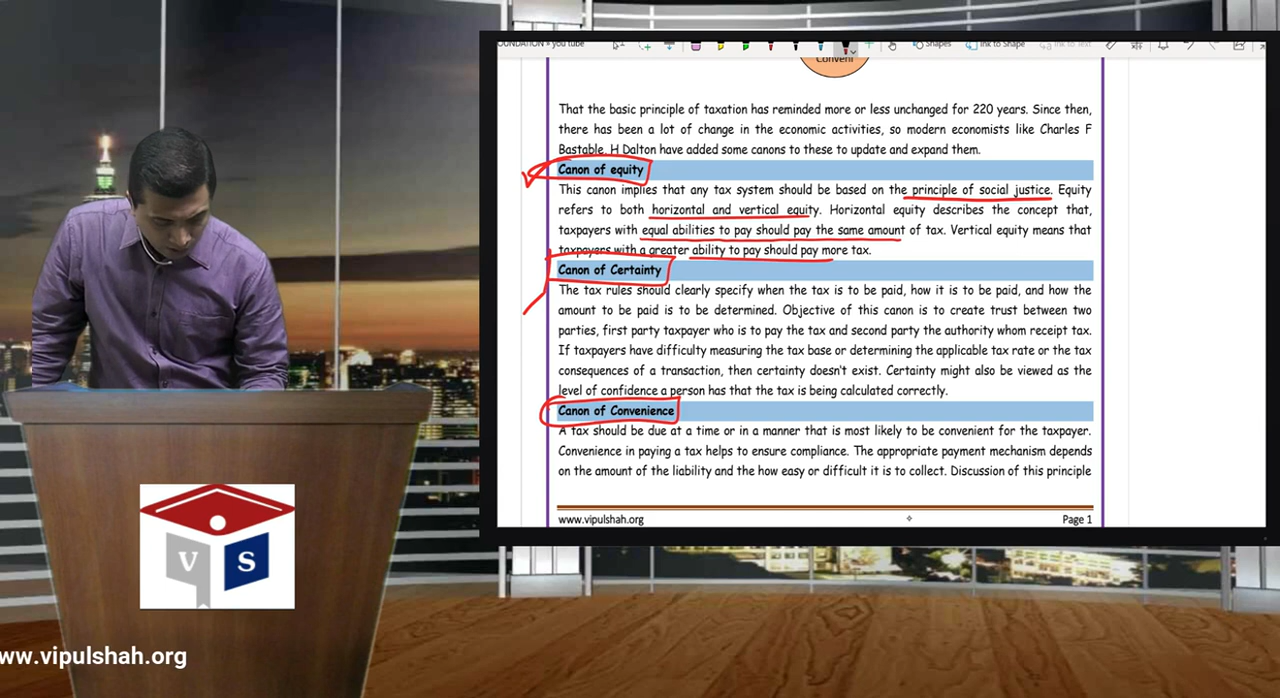 OUNDATION » you tube
Shapes
Ink to Shape
Ink to Text
Conveni
That the basic principle of taxation has reminded more or less unchanged for 220 years. Since then,
there has been a lot of change in the economic activities, so modern economists like Charles F
Bastable, H Dalton have added some canons to these to update and expand them.
Canon of equity
This canon implies that any tax system should be based on the principle of social justice. Equity
refers to both horizontal and vertical equity. Horizontal equity describes the concept that,
taxpayers with equal abilities to pay should pay the same amount of tax. Vertical equity means that
taxpayers with a greater ability to pay should pay more tax.
Canon of Certainty
The tax rules should clearly specify when the tax is to be paid, how it is to be paid, and how the
amount to be paid is to be determined. Objective of this canon is to create trust between two
parties, first party taxpayer who is to pay the tax and second party the authority whom receipt tax.
If taxpayers have difficulty measuring the tax base or determining the applicable tax rate or the tax
consequences of a transaction, then certainty doesn't exist. Certainty might also be viewed as the
level of confidence a person has that the tax is being calculated correctly.
Canon of Convenience
A tax should be due at a time or in a manner that is most likely to be convenient for the taxpayer.
Convenience in paying a tax helps to ensure compliance. The appropriate payment mechanism depends
on the amount of the liability and the how easy or difficult it is to collect. Discussion of this principle
www.vipulshah.org Page 1
V S
ww.vipulshah.org